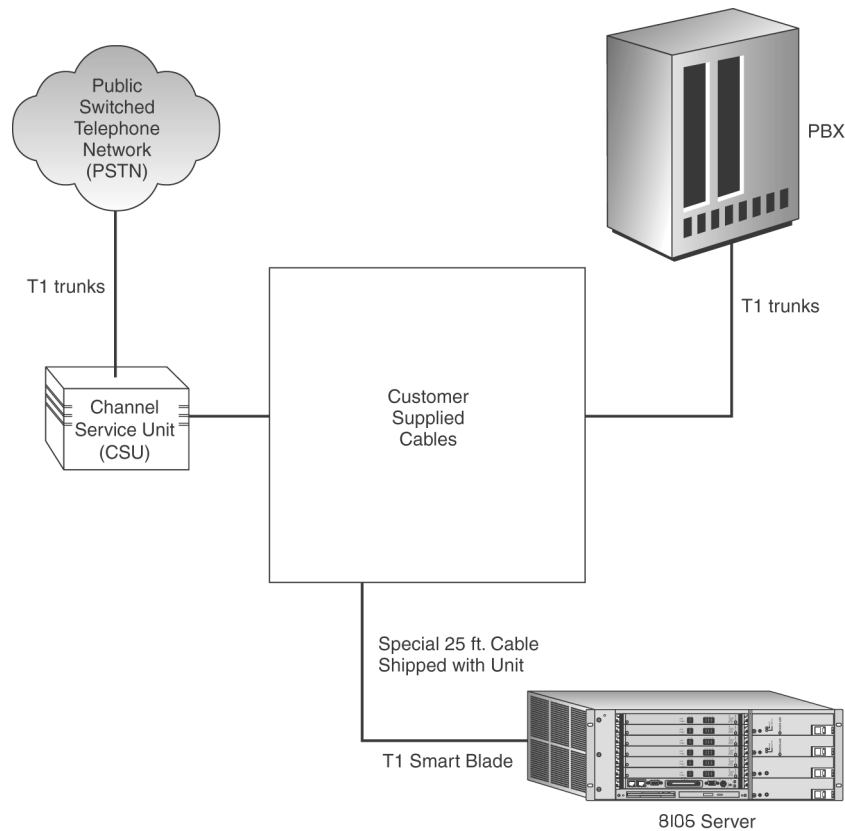 Public
Switched
Telephone
Network
(PSTN)
PBX
T1 trunks
T1 trunks
Channel
Service Unit
(CSU)
Customer
Supplied
Cables
Special 25 ft. Cable
Shipped with Unit
T1 Smart Blade
8106 Server